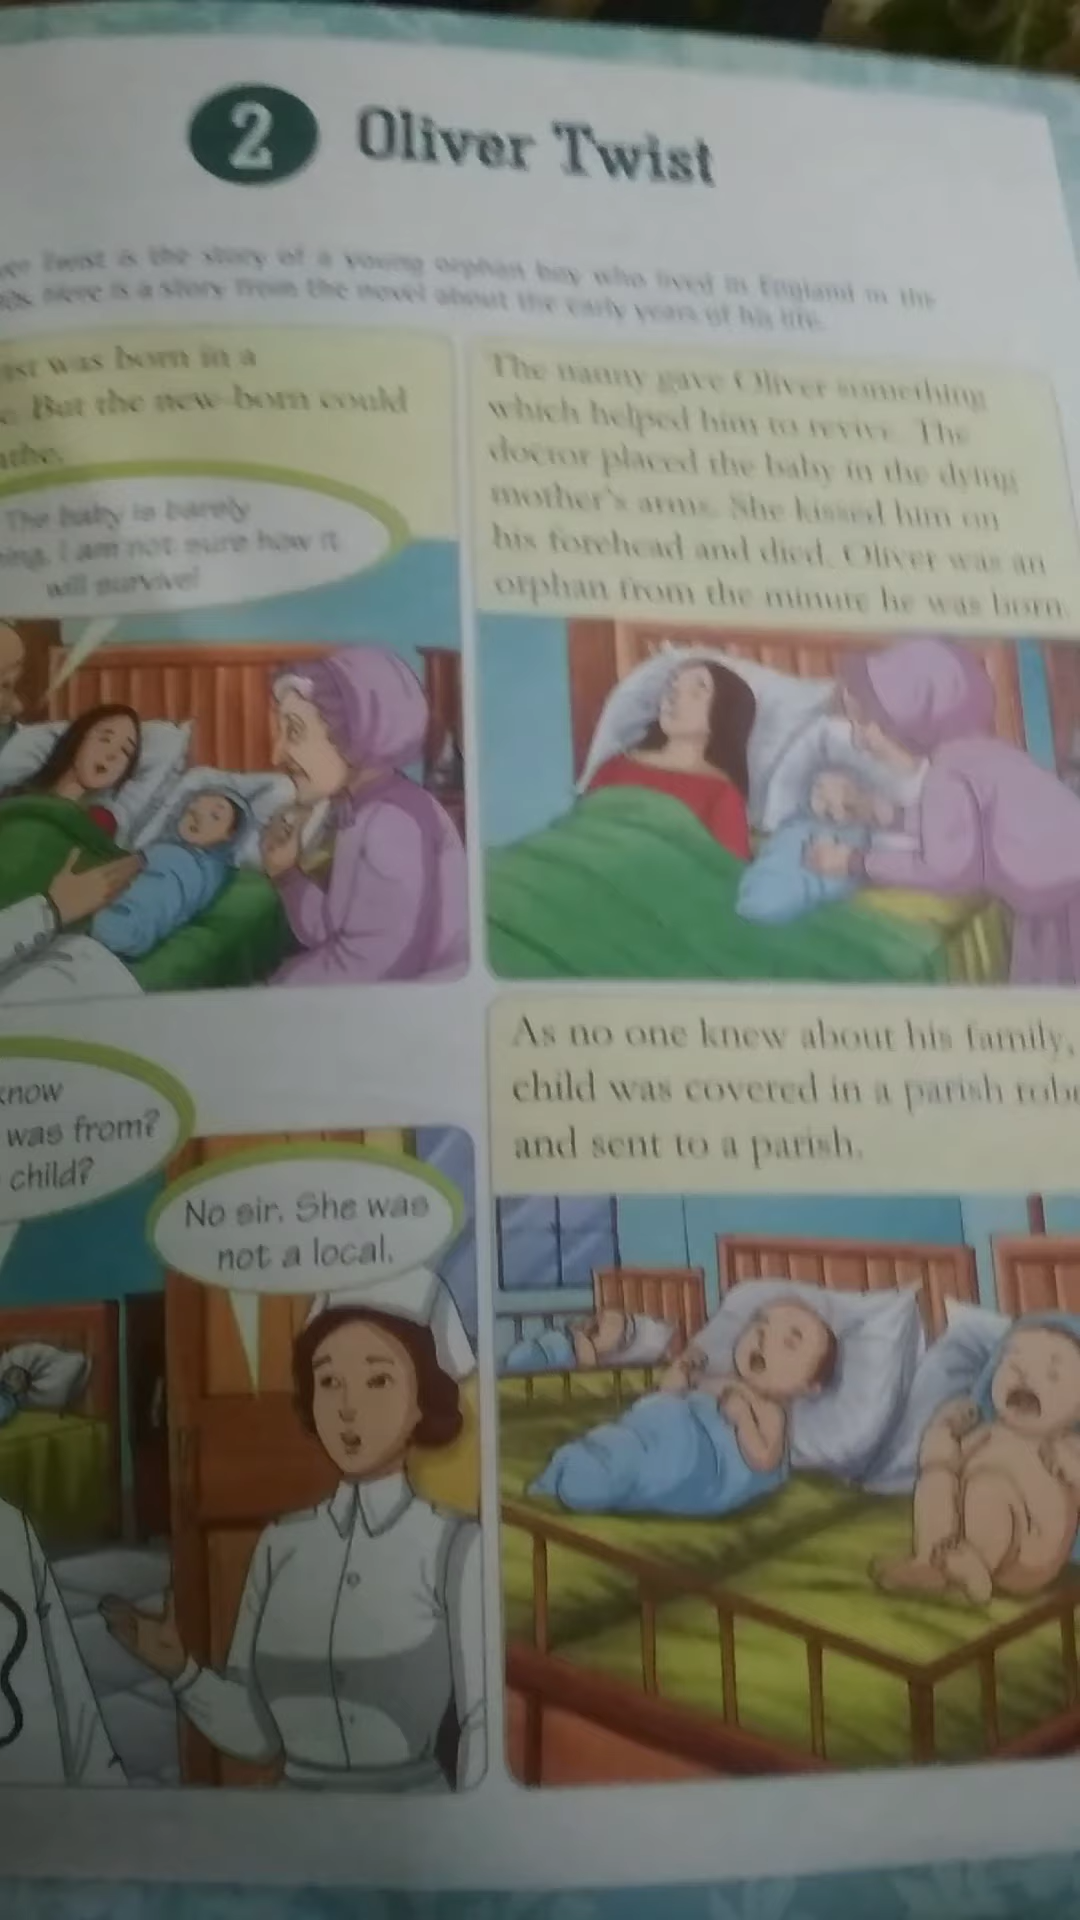 2 Oliver Twist
Twist is the story of a young orphan boy who lived in England in the
Here is a story from the novel about the early years of his life.
was born in a
But the new-born could
The baby is barely
I am not sure how it
will survive!
The nanny gave Oliver something
which helped him to revive. The
doctor placed the baby in the dying
mother's arms. She kissed him on
his forehead and died. Oliver was an
orphan from the minute he was born.
know
was from?
child?
No sir. She was
not a local.
As no one knew about his family,
child was covered in a parish
and sent to a parish.